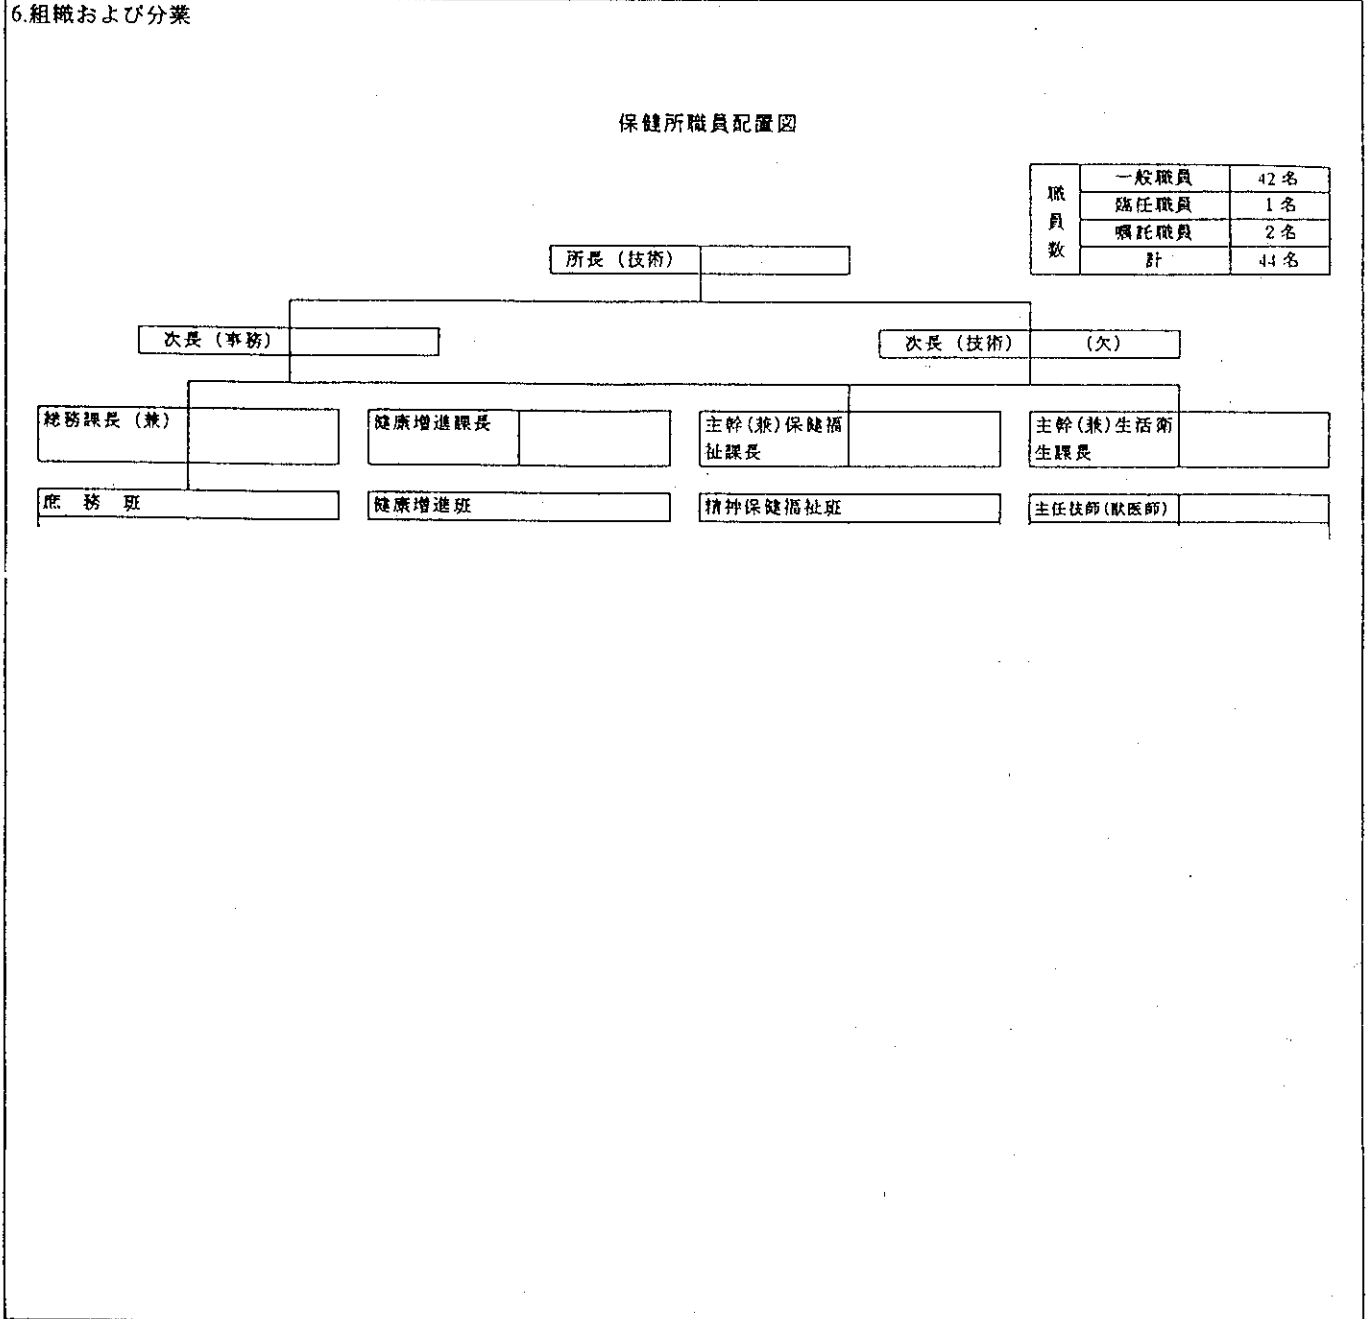 6.組織および分業
保健所職員配置図
職員数
一般職員 42名
臨任職員 1名
嘱託職員 2名
計 44名
所長（技術）
次長（事務）
次長（技術） （欠）
総務課長（兼）
健康増進課長
主幹(兼)保健福
祉課長
主幹(兼)生活衛
生課長
庶 務 班
健康増進班
精神保健福祉班
主任技師(獣医師)